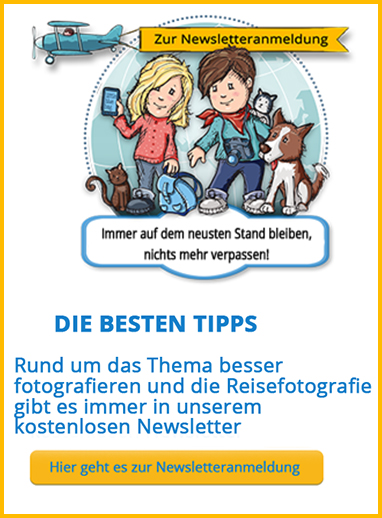 Zur Newsletteranmeldung
Immer auf dem neusten Stand bleiben,
nichts mehr verpassen!
DIE BESTEN TIPPS
Rund um das Thema besser
fotografieren und die Reisefotografie
gibt es immer in unserem
kostenlosen Newsletter
Hier geht es zur Newsletteranmeldung